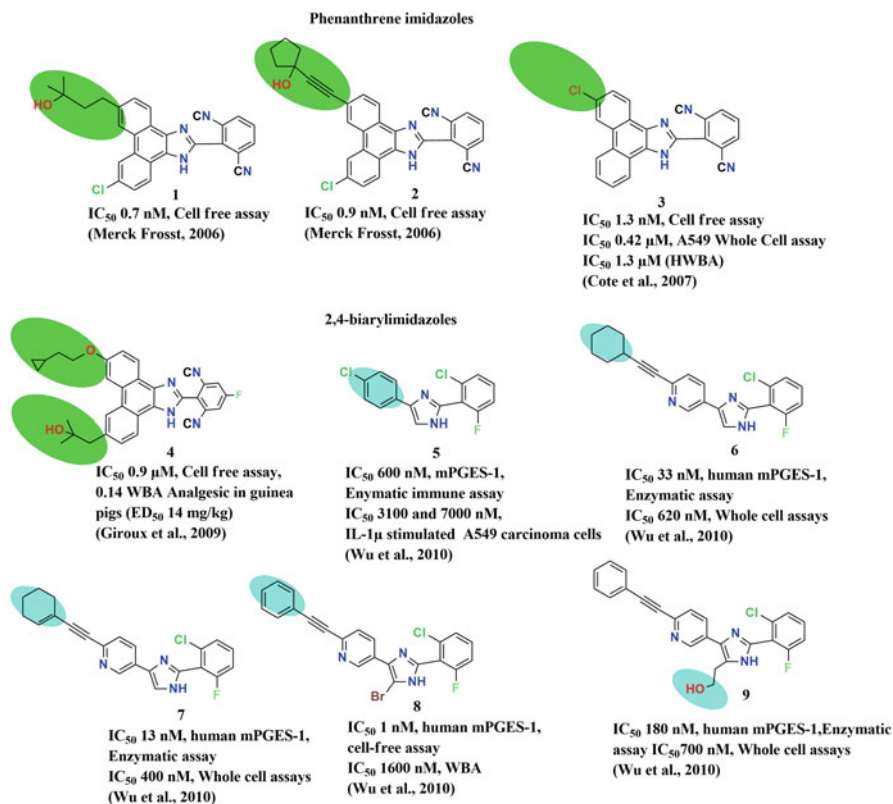 Phenanthrene imidazoles
HO
CN
N
N
H
Cl
CN
1
IC50 0.7 nM, Cell free assay
(Merck Frosst, 2006)
HO
CN
N
N
H
Cl
CN
2
IC50 0.9 nM, Cell free assay
(Merck Frosst, 2006)
Cl
CN
N
N
H
CN
3
IC50 1.3 nM, Cell free assay
IC50 0.42 µM, A549 Whole Cell assay
IC50 1.3 µM (HWBA)
(Cote et al., 2007)
2,4-biarylimidazoles
O
CN
N
F
N
H
CN
HO
4
IC50 0.9 µM, Cell free assay,
0.14 WBA Analgesic in guinea
pigs (ED50 14 mg/kg)
(Giroux et al., 2009)
Cl
Cl
N
NH
F
5
IC50 600 nM, mPGES-1,
Enymatic immune assay
IC50 3100 and 7000 nM,
IL-1µ stimulated A549 carcinoma cells
(Wu et al., 2010)
Cl
N
N
NH
F
6
IC50 33 nM, human mPGES-1,
Enzymatic assay
IC50 620 nM, Whole cell assays
(Wu et al., 2010)
Cl
N
N
NH
F
7
IC50 13 nM, human mPGES-1,
Enzymatic assay
IC50 400 nM, Whole cell assays
(Wu et al., 2010)
Cl
N
N
NH
Br
F
8
IC50 1 nM, human mPGES-1,
cell-free assay
IC50 1600 nM, WBA
(Wu et al., 2010)
Cl
N
N
NH
F
HO
9
IC50 180 nM, human mPGES-1,Enzymatic
assay IC50700 nM, Whole cell assays
(Wu et al., 2010)